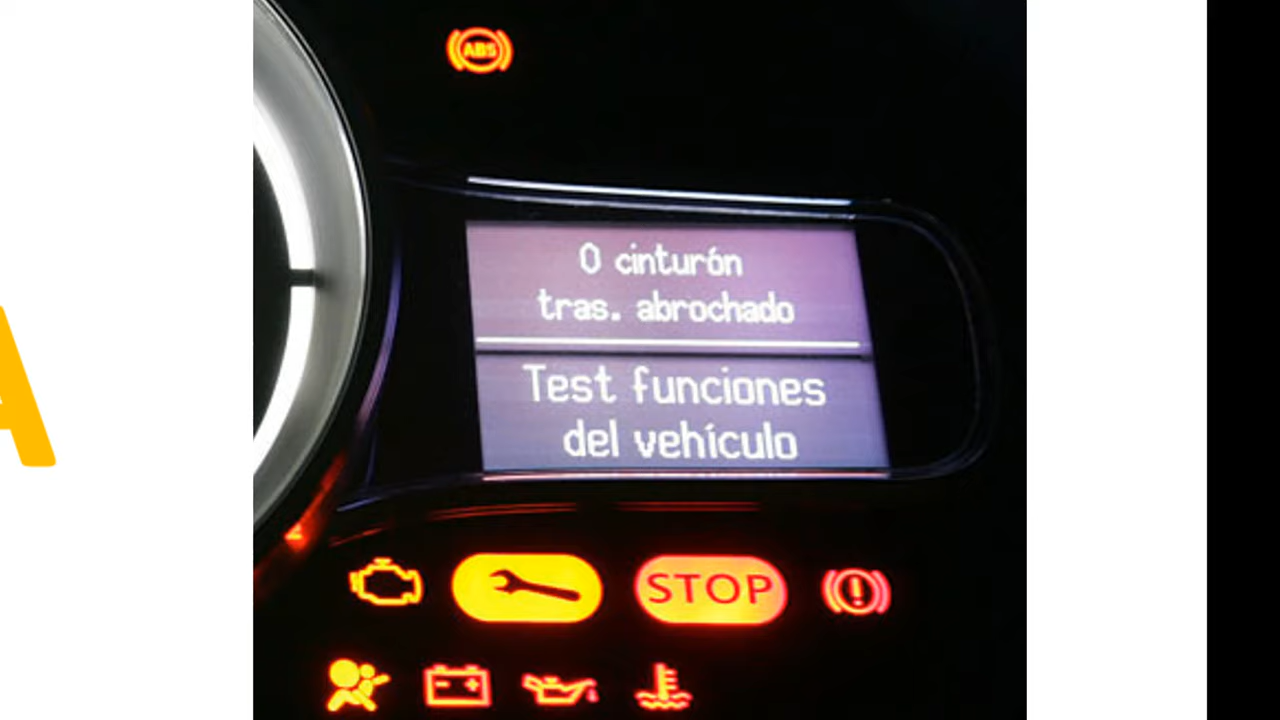 A
ABS
0 cinturón
tras. abrochado
Test funciones
del vehículo
STOP